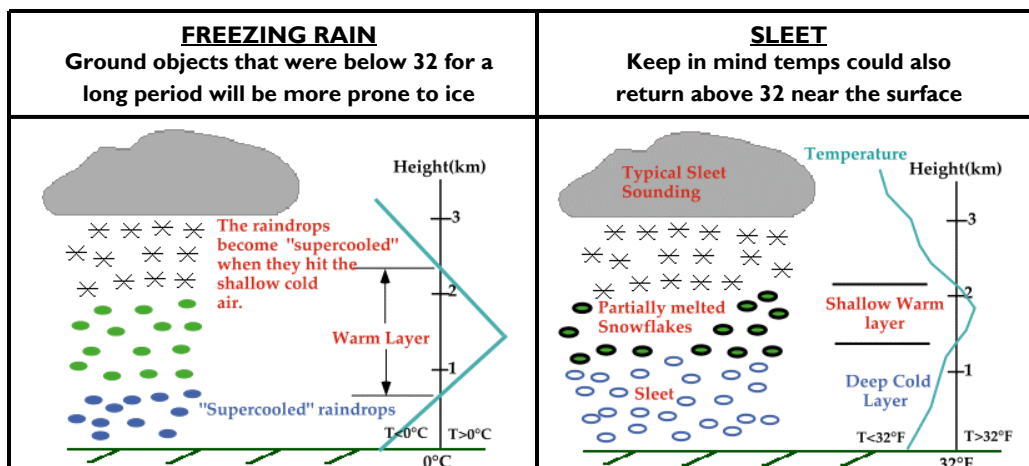 FREEZING RAIN
Ground objects that were below 32 for a
long period will be more prone to ice
SLEET
Keep in mind temps could also
return above 32 near the surface
Height(km)
3
The raindrops
become "supercooled"
when they hit the
shallow cold
air.
2
Warm Layer
1
"Supercooled" raindrops
T<0°C
T>0°C
0°C
Temperature
Height(km)
Typical Sleet
Sounding
3
2
Partially melted
Snowflakes
Shallow Warm
layer
1
Sleet
Deep Cold
Layer
T<32°F
T>32°F
32°F